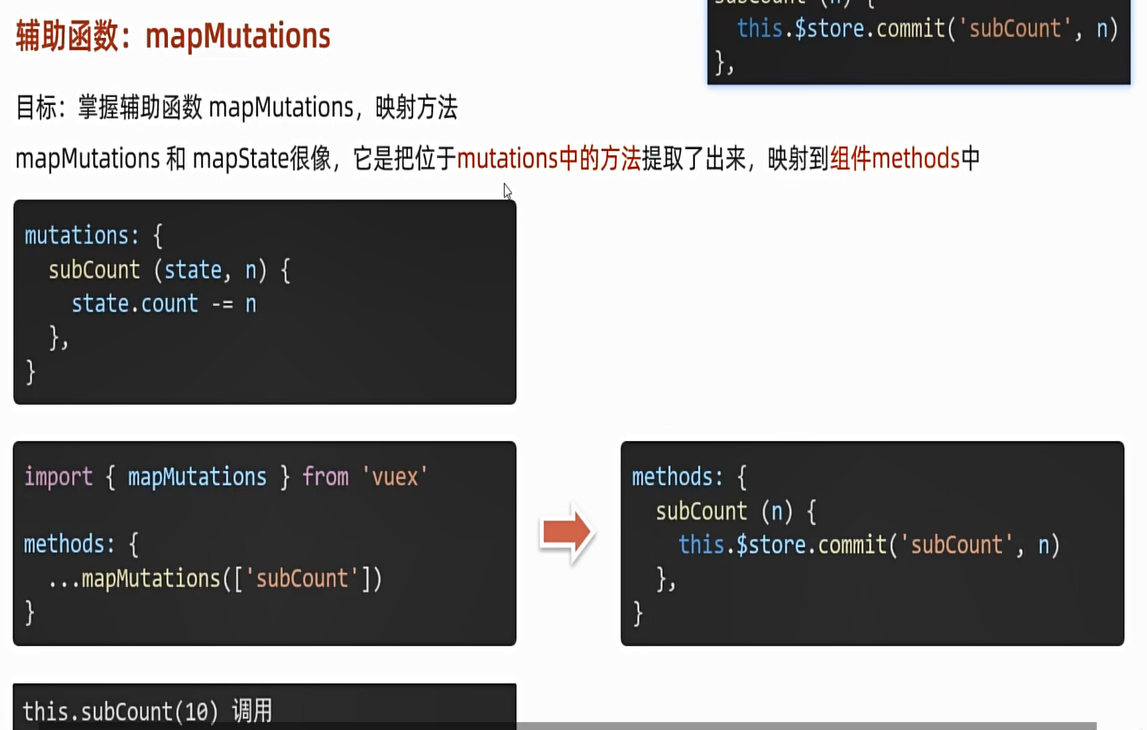 辅助函数：mapMutations
subCount (n) {
this.$store.commit('subCount', n)
},
目标：掌握辅助函数 mapMutations，映射方法
mapMutations 和 mapState很像，它是把位于mutations中的方法提取了出来，映射到组件methods中
mutations: {
subCount (state, n) {
state.count -= n
},
}
import { mapMutations } from 'vuex'
methods: {
...mapMutations(['subCount'])
}
methods: {
subCount (n) {
this.$store.commit('subCount', n)
},
}
this.subCount(10) 调用